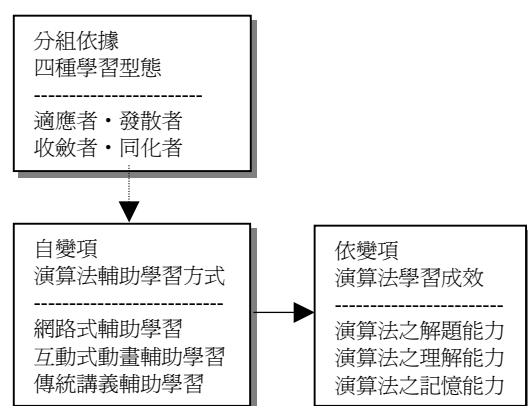 分組依據
四種學習型態
------------------------
適應者·發散者
收斂者·同化者
自變項
演算法輔助學習方式
---------------------------
網路式輔助學習
互動式動畫輔助學習
傳統講義輔助學習
依變項
演算法學習成效
------------------------
演算法之解題能力
演算法之理解能力
演算法之記憶能力